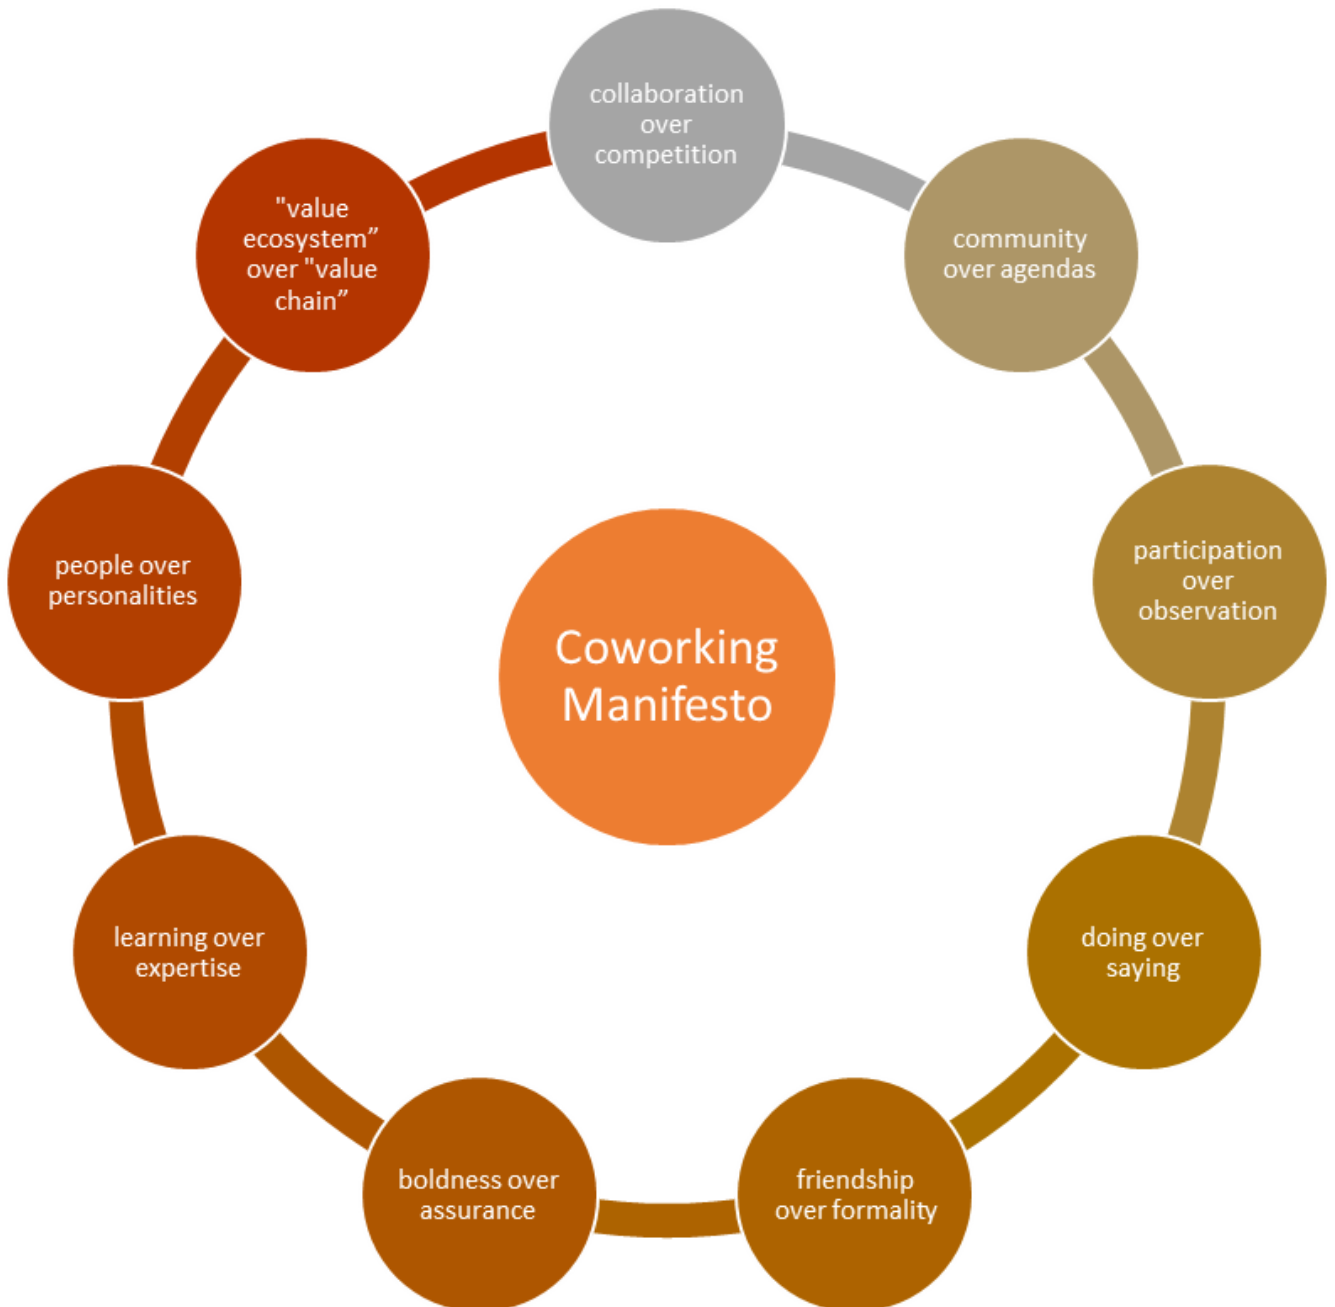 collaboration
over
competition
community
over agendas
participation
over
observation
doing over
saying
friendship
over formality
boldness over
assurance
learning over
expertise
people over
personalities
"value
ecosystem”
over "value
chain”
Coworking
Manifesto